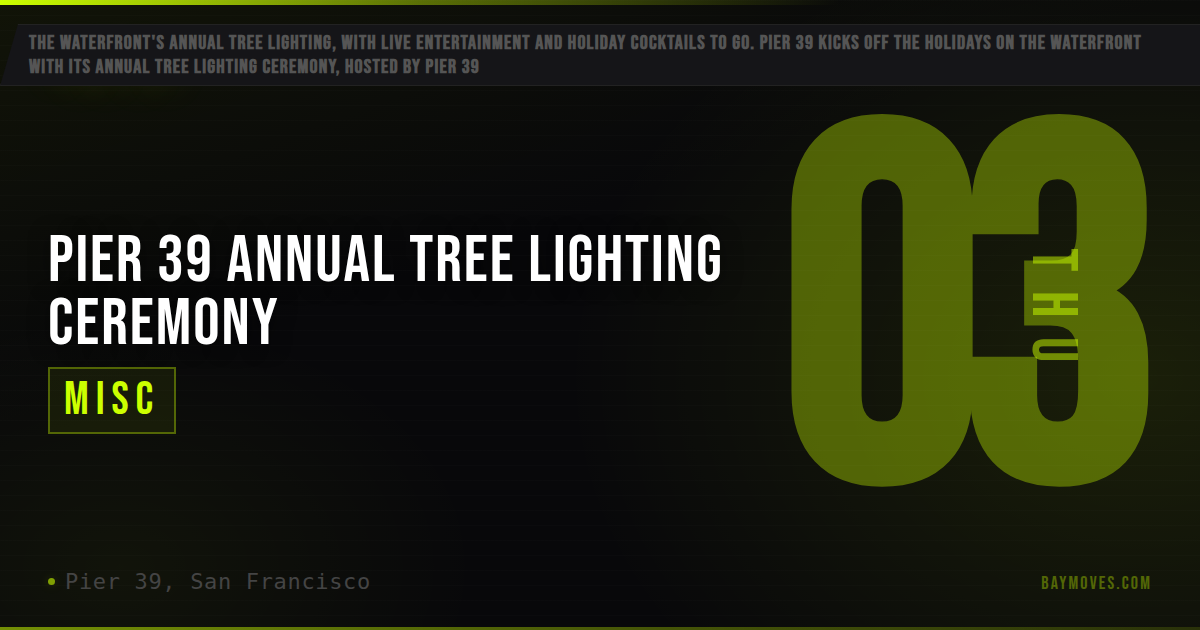 THE WATERFRONT'S ANNUAL TREE LIGHTING, WITH LIVE ENTERTAINMENT AND HOLIDAY COCKTAILS TO GO. PIER 39 KICKS OFF THE HOLIDAYS ON THE WATERFRONT
WITH ITS ANNUAL TREE LIGHTING CEREMONY, HOSTED BY PIER 39
PIER 39 ANNUAL TREE LIGHTING
CEREMONY
MISC
03
THU
Pier 39, San Francisco
BAYMOVES.COM